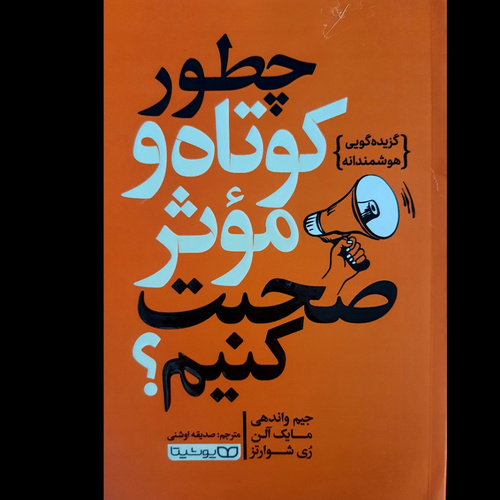 چطور
کوتاه و
مؤثر
صحبت
کنیم؟
{گزیده‌گویی
هوشمندانه}
جیم واندهی
مایک آلن
رُی شوارتز
مترجم: صدیقه اوشنی
یوشیتا